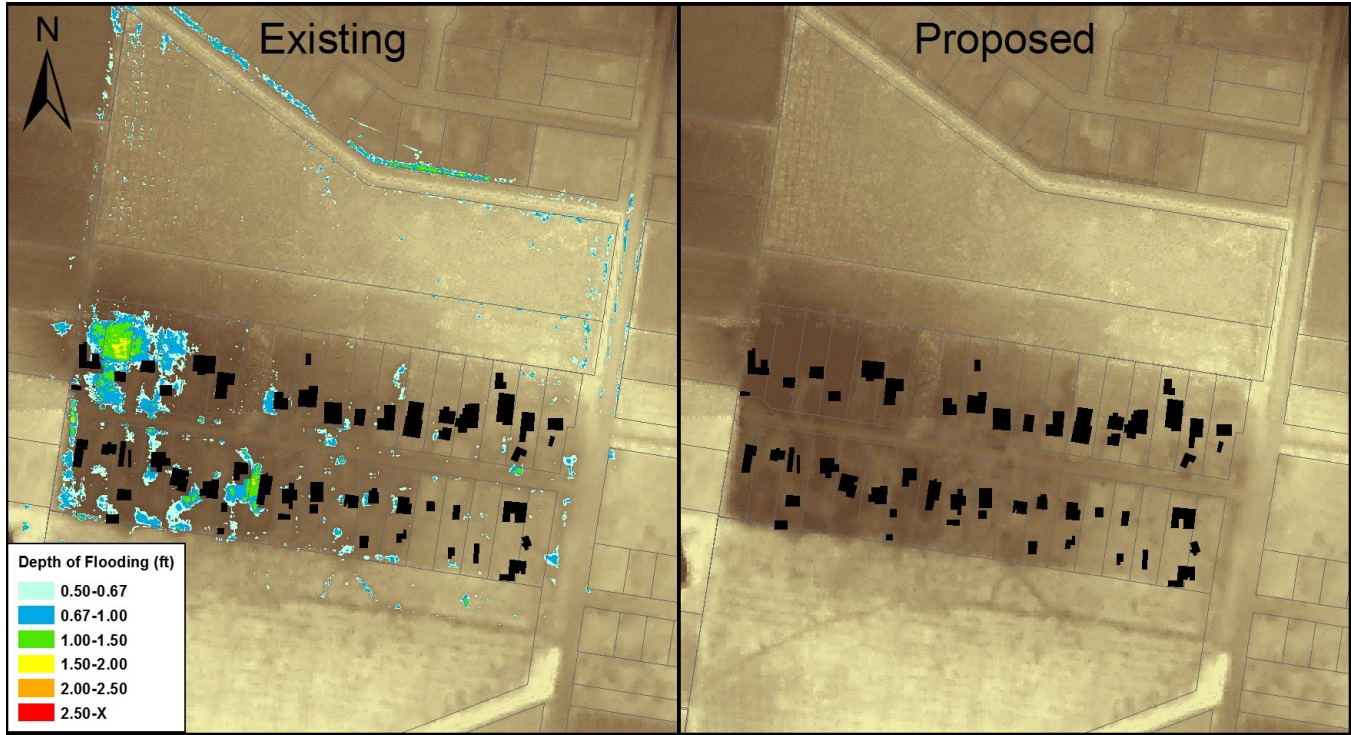 Existing
Proposed
N
Depth of Flooding (ft)
0.50-0.67
0.67-1.00
1.00-1.50
1.50-2.00
2.00-2.50
2.50-X